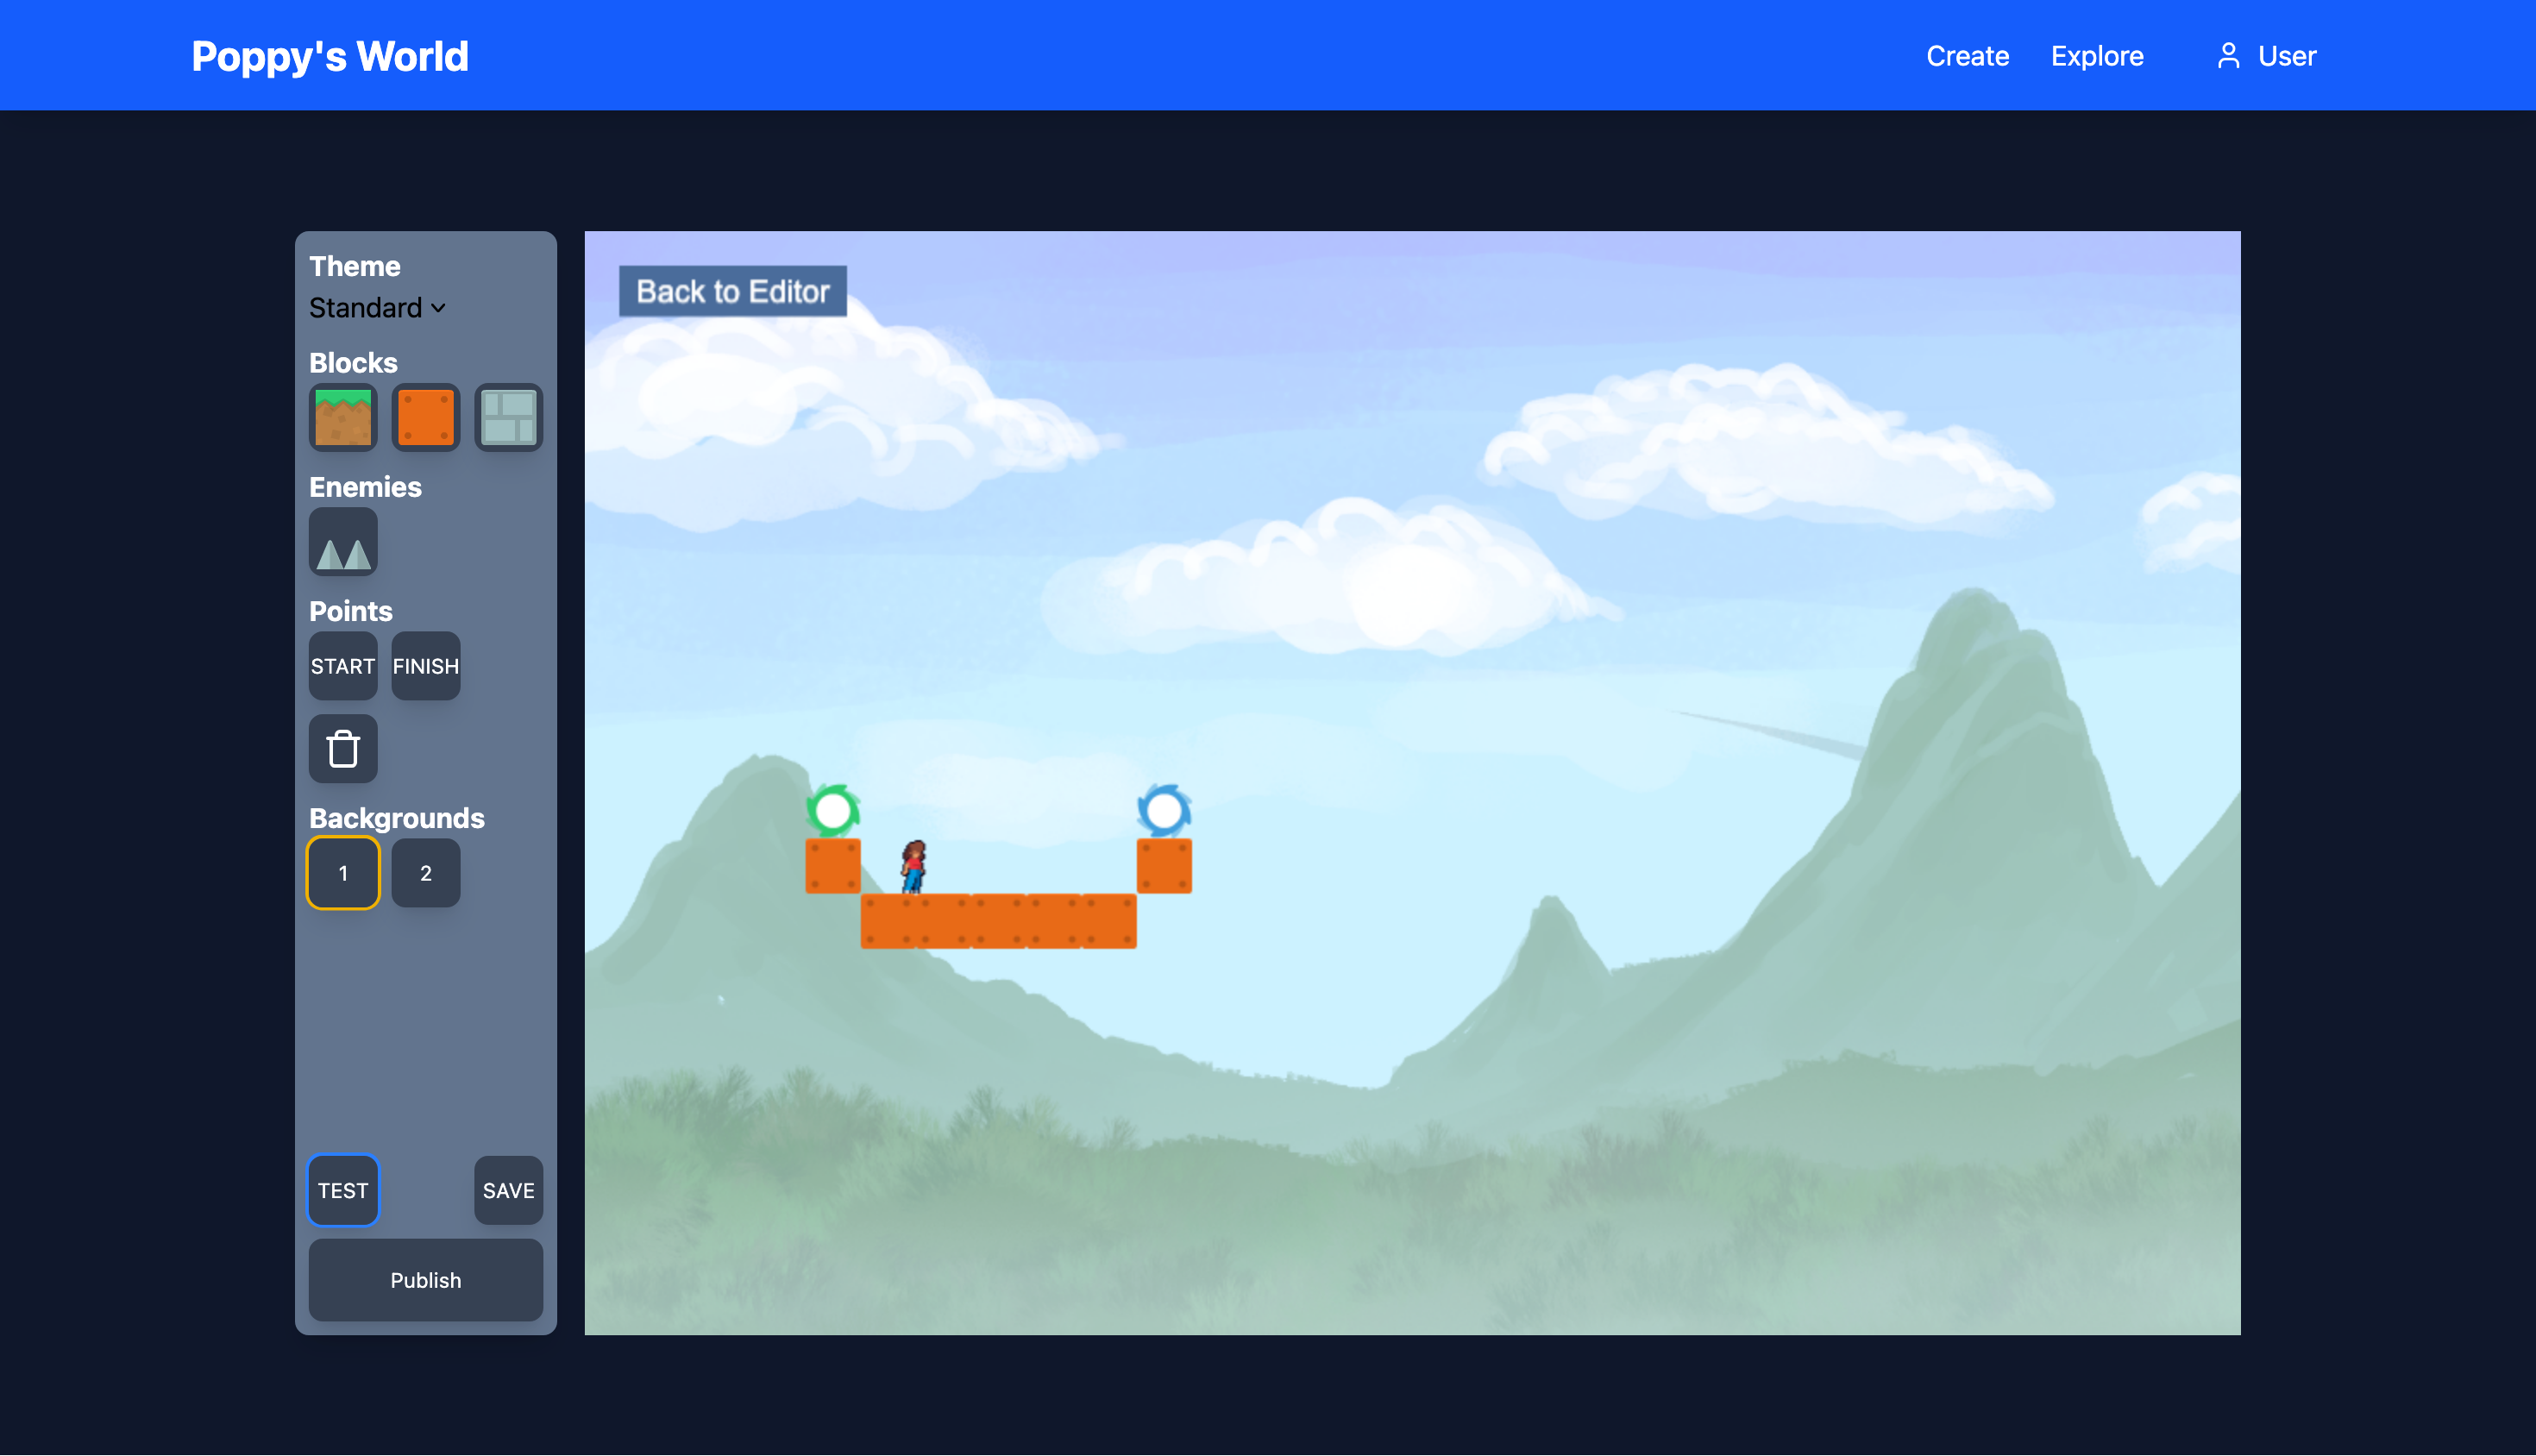 Poppy's World
Create
Explore
User
Theme
Standard
Blocks
Enemies
Points
START
FINISH
Backgrounds
1
2
TEST
SAVE
Publish
Back to Editor